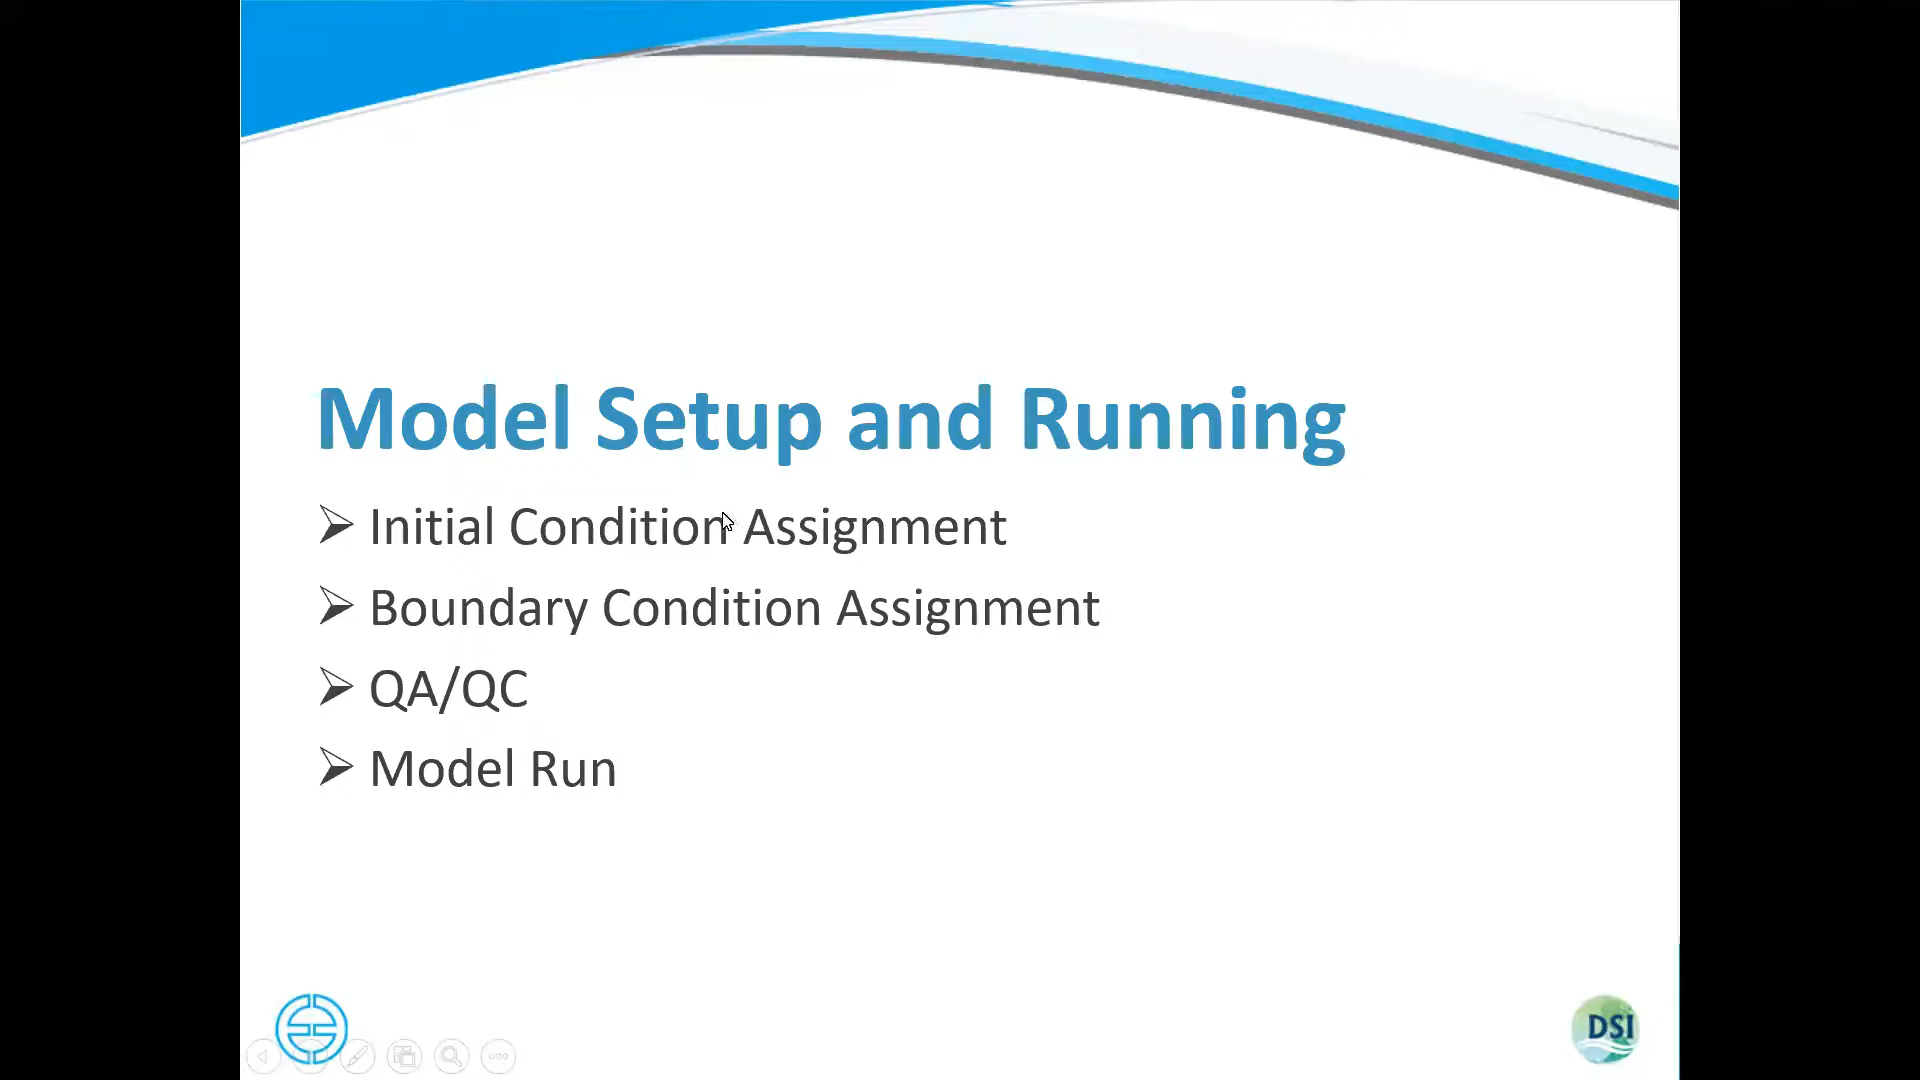 Model Setup and Running
Initial Condition Assignment
Boundary Condition Assignment
QA/QC
Model Run
DSI